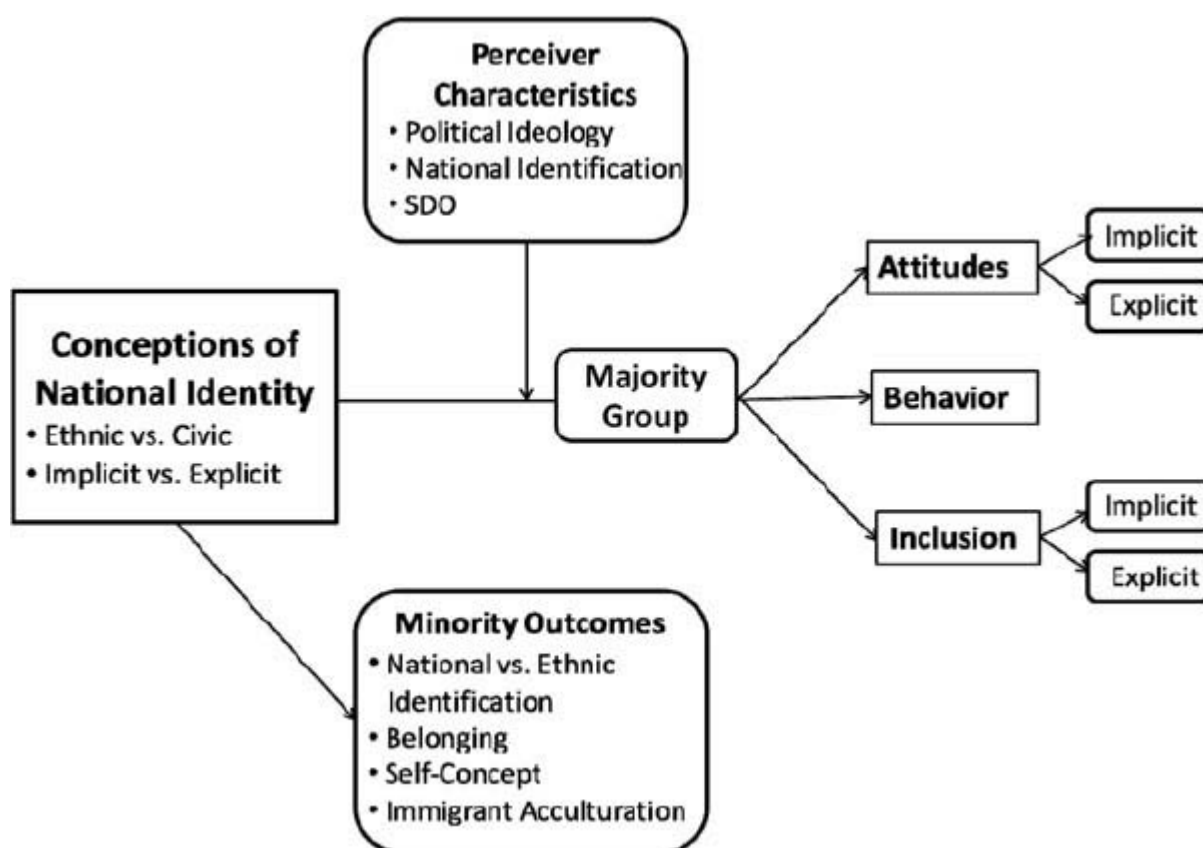 Perceiver
Characteristics
• Political Ideology
• National Identification
• SDO
Conceptions of
National Identity
• Ethnic vs. Civic
• Implicit vs. Explicit
Majority
Group
Attitudes
Implicit
Explicit
Behavior
Inclusion
Implicit
Explicit
Minority Outcomes
• National vs. Ethnic
Identification
• Belonging
• Self-Concept
• Immigrant Acculturation